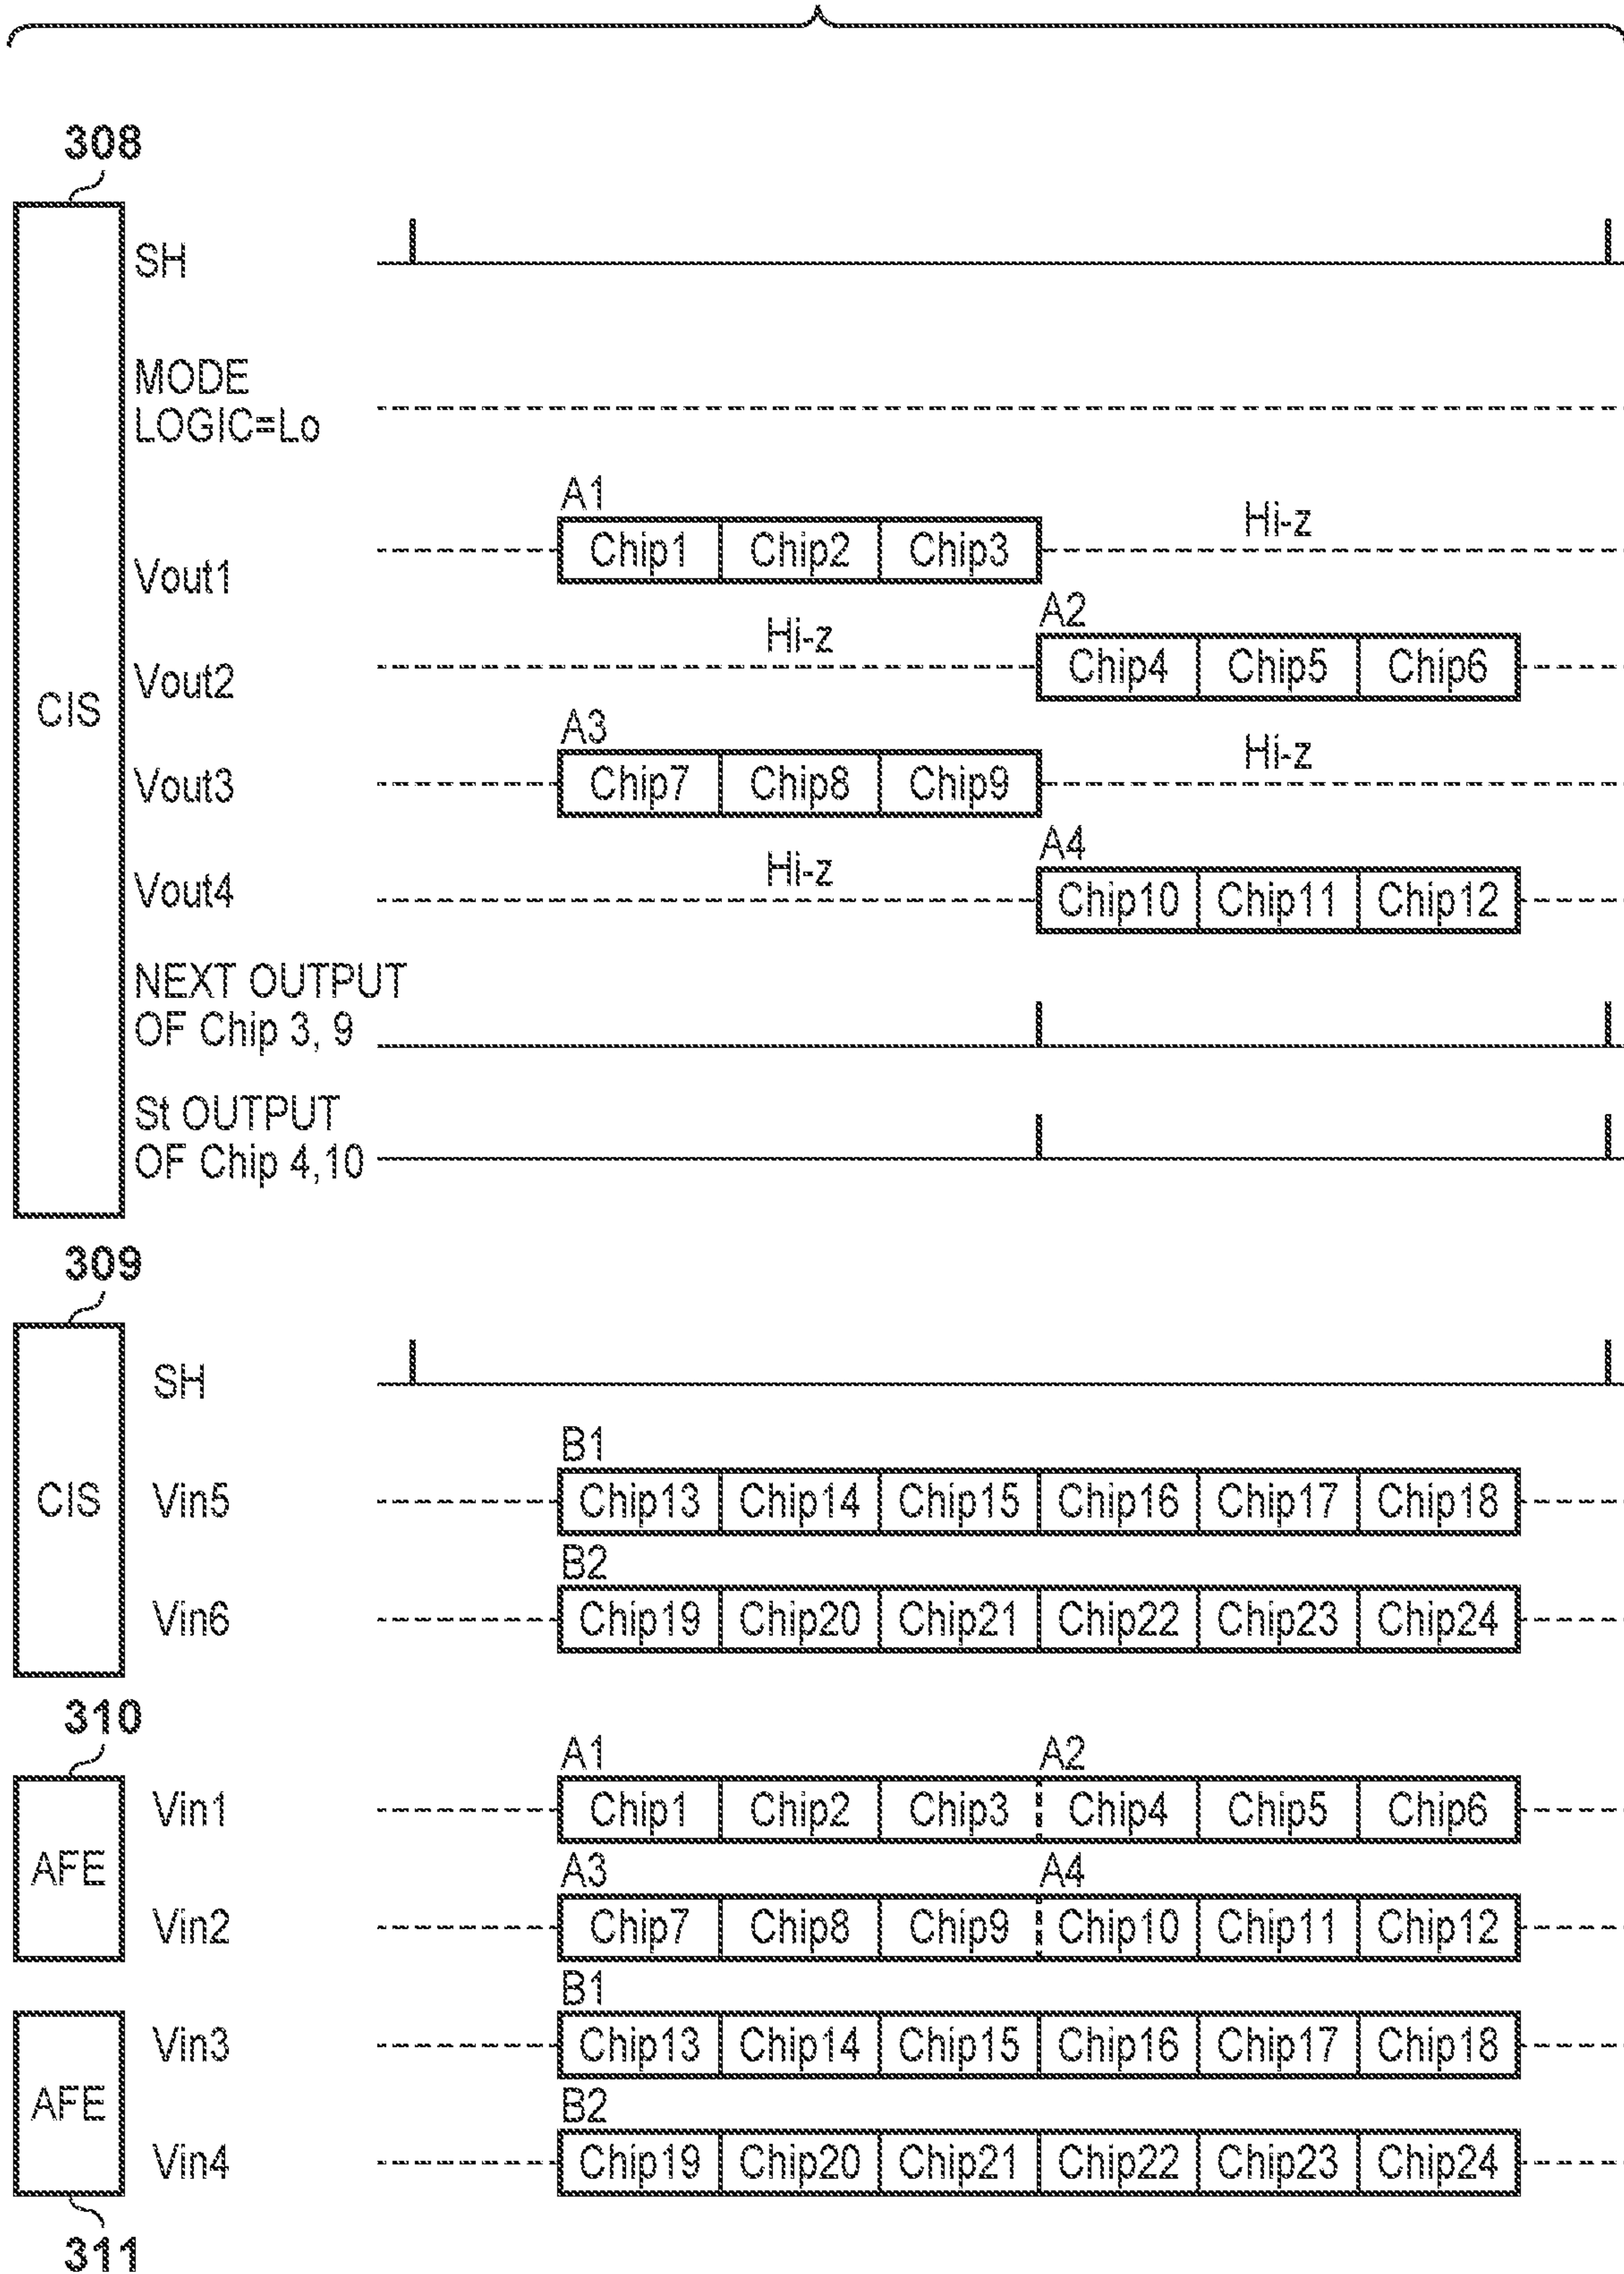 308
CIS
SH
MODE
LOGIC=Lo
A1
Vout1 Chip1 Chip2 Chip3 Hi-z
A2
Vout2 Hi-z Chip4 Chip5 Chip6
A3
Vout3 Chip7 Chip8 Chip9 Hi-z
A4
Vout4 Hi-z Chip10 Chip11 Chip12
NEXT OUTPUT
OF Chip 3, 9
St OUTPUT
OF Chip 4,10
309
CIS
SH
B1
Vin5 Chip13 Chip14 Chip15 Chip16 Chip17 Chip18
B2
Vin6 Chip19 Chip20 Chip21 Chip22 Chip23 Chip24
310
AFE
A1 A2
Vin1 Chip1 Chip2 Chip3 Chip4 Chip5 Chip6
A3 A4
Vin2 Chip7 Chip8 Chip9 Chip10 Chip11 Chip12
AFE
B1
Vin3 Chip13 Chip14 Chip15 Chip16 Chip17 Chip18
B2
Vin4 Chip19 Chip20 Chip21 Chip22 Chip23 Chip24
311